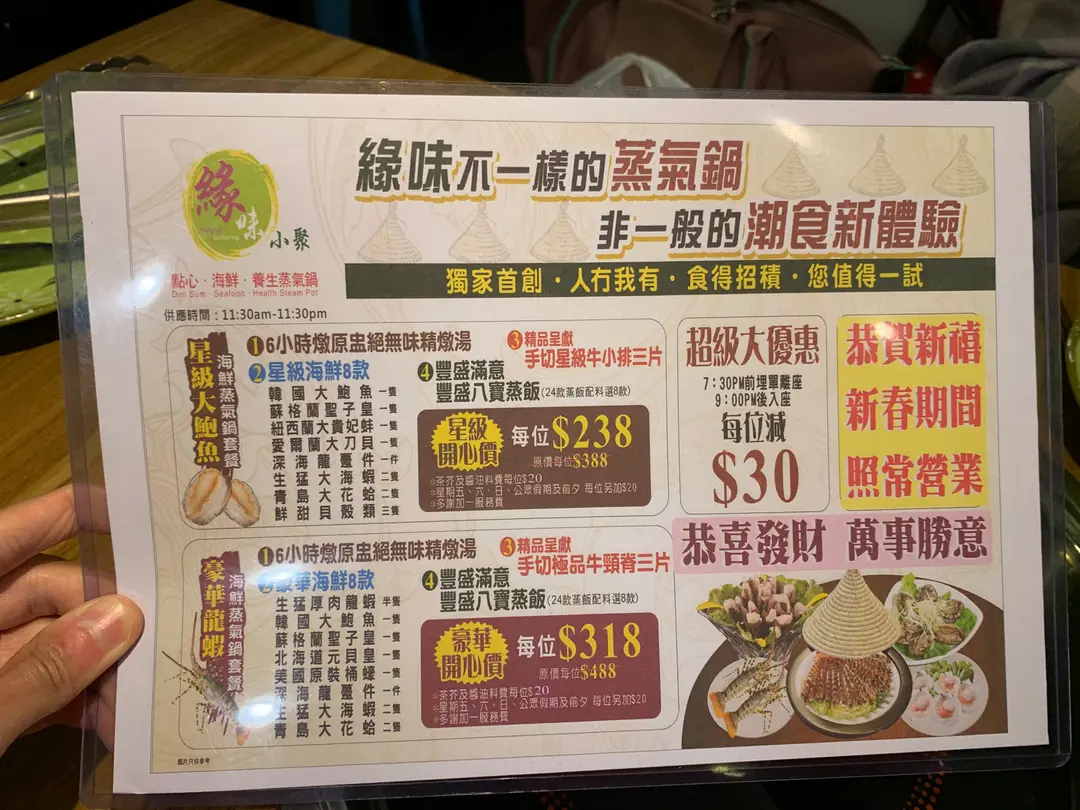 緣味不一樣的蒸氣鍋
非一般的潮食新體驗
獨家首創・人冇我有・食得招積・您值得一試
緣味小聚
點心・海鮮・養生蒸氣鍋
Dim Sum · Seafood · Health Steam Pot
供應時間：11:30am-11:30pm
星級大鮑魚
海鮮蒸氣鍋套餐
❶6小時燉原盅絕無味精燉湯
❷星級海鮮8款
韓國大鮑魚一隻
蘇格蘭聖子皇一隻
紐西蘭大貴妃蚌一隻
愛爾蘭大刀貝一隻
深海龍躉件一件
生猛大海蝦二隻
青島大花蛤二隻
鮮甜貝殼類三隻
❸精品呈獻
手切星級牛小排三片
❹豐盛滿意
豐盛八寶蒸飯(24款蒸飯配料選8款)
星級開心價
每位$238
原價每位$388
*茶芥及醬油料費每位$20
*星期五、六、日、公眾假期及前夕 每位另加$20
*多謝加一服務費
超級大優惠
7:30PM前埋單離座
9:00PM後入座
每位減
$30
恭賀新禧
新春期間
照常營業
恭喜發財 萬事勝意
豪華龍蝦
海鮮蒸氣鍋套餐
❶6小時燉原盅絕無味精燉湯
❷豪華海鮮8款
生猛厚肉龍蝦半隻
韓國大鮑魚一隻
蘇格蘭聖子皇一隻
北海道元貝皇一隻
美國原裝桶蠔一隻
深海龍躉件一件
生猛大海蝦二隻
青島大花蛤二隻
❸精品呈獻
手切極品牛頸脊三片
❹豐盛滿意
豐盛八寶蒸飯(24款蒸飯配料選8款)
豪華開心價
每位$318
原價每位$488
*茶芥及醬油料費每位$20
*星期五、六、日、公眾假期及前夕 每位另加$20
*多謝加一服務費
圖片只供參考